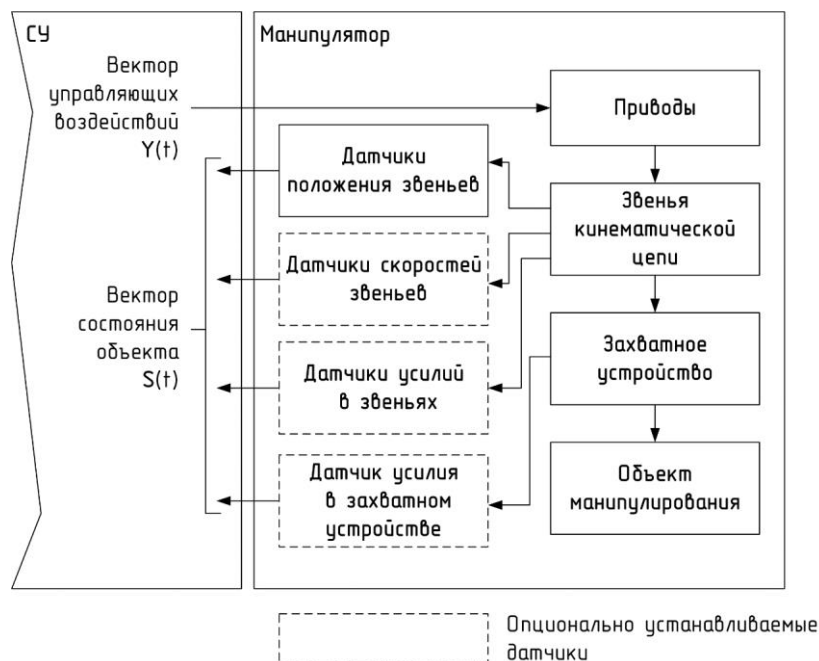 СУ
Вектор
управляющих
воздействий
Y(t)
Вектор
состояния
объекта
S(t)
Манипулятор
Приводы
Датчики
положения звеньев
Звенья
кинематической
цепи
Датчики скоростей
звеньев
Датчики усилий
в звеньях
Захватное
устройство
Датчик усилия
в захватном
устройстве
Объект
манипулирования
Опционально устанавливаемые
датчики